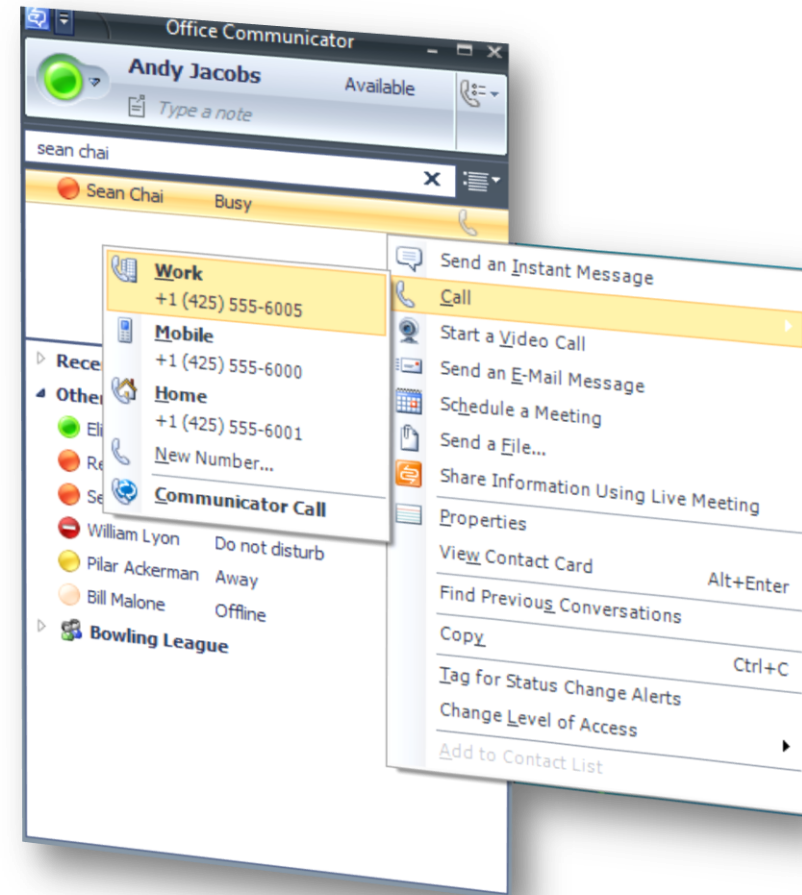 Office Communicator
Andy Jacobs
Available
Type a note
sean chai
Sean Chai Busy
Work
+1 (425) 555-6005
Mobile
+1 (425) 555-6000
Home
+1 (425) 555-6001
New Number...
Communicator Call
Send an Instant Message
Call
Start a Video Call
Send an E-Mail Message
Schedule a Meeting
Send a File...
Share Information Using Live Meeting
Properties
View Contact Card Alt+Enter
Find Previous Conversations
Copy Ctrl+C
Tag for Status Change Alerts
Change Level of Access
Add to Contact List
William Lyon Do not disturb
Pilar Ackerman Away
Bill Malone Offline
Bowling League